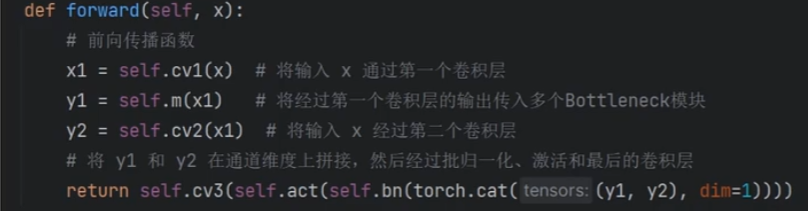 def forward(self, x):
# 前向传播函数
x1 = self.cv1(x)  # 将输入 x 通过第一个卷积层
y1 = self.m(x1)   # 将经过第一个卷积层的输出传入多个Bottleneck模块
y2 = self.cv2(x1)  # 将输入 x 经过第二个卷积层
# 将 y1 和 y2 在通道维度上拼接，然后经过批归一化、激活和最后的卷积层
return self.cv3(self.act(self.bn(torch.cat( tensors: (y1, y2), dim=1))))